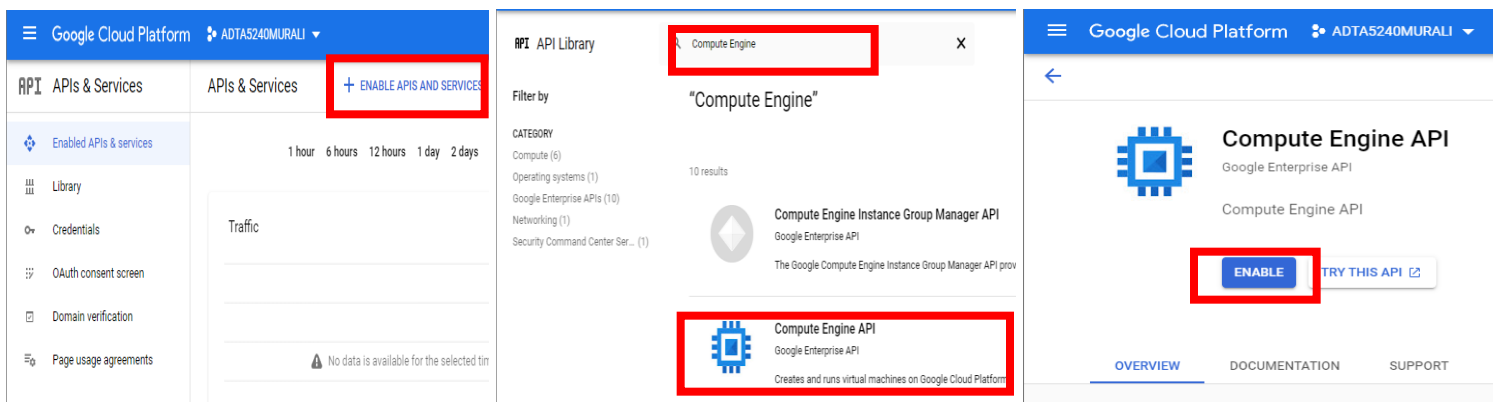 Google Cloud Platform ADTA5240MURALI
API APIs & Services
APIs & Services + ENABLE APIS AND SERVICES
Enabled APIs & services
Library
Credentials
OAuth consent screen
Domain verification
Page usage agreements
1 hour 6 hours 12 hours 1 day 2 days
Traffic
No data is available for the selected tim
API API Library
Compute Engine X
Filter by
CATEGORY
Compute (6)
Operating systems (1)
Google Enterprise APIs (10)
Networking (1)
Security Command Center Ser... (1)
"Compute Engine"
10 results
Compute Engine Instance Group Manager API
Google Enterprise API
The Google Compute Engine Instance Group Manager API prov
Compute Engine API
Google Enterprise API
Creates and runs virtual machines on Google Cloud Platform
Google Cloud Platform ADTA5240MURALI
Compute Engine API
Google Enterprise API
Compute Engine API
ENABLE TRY THIS API
OVERVIEW DOCUMENTATION SUPPORT